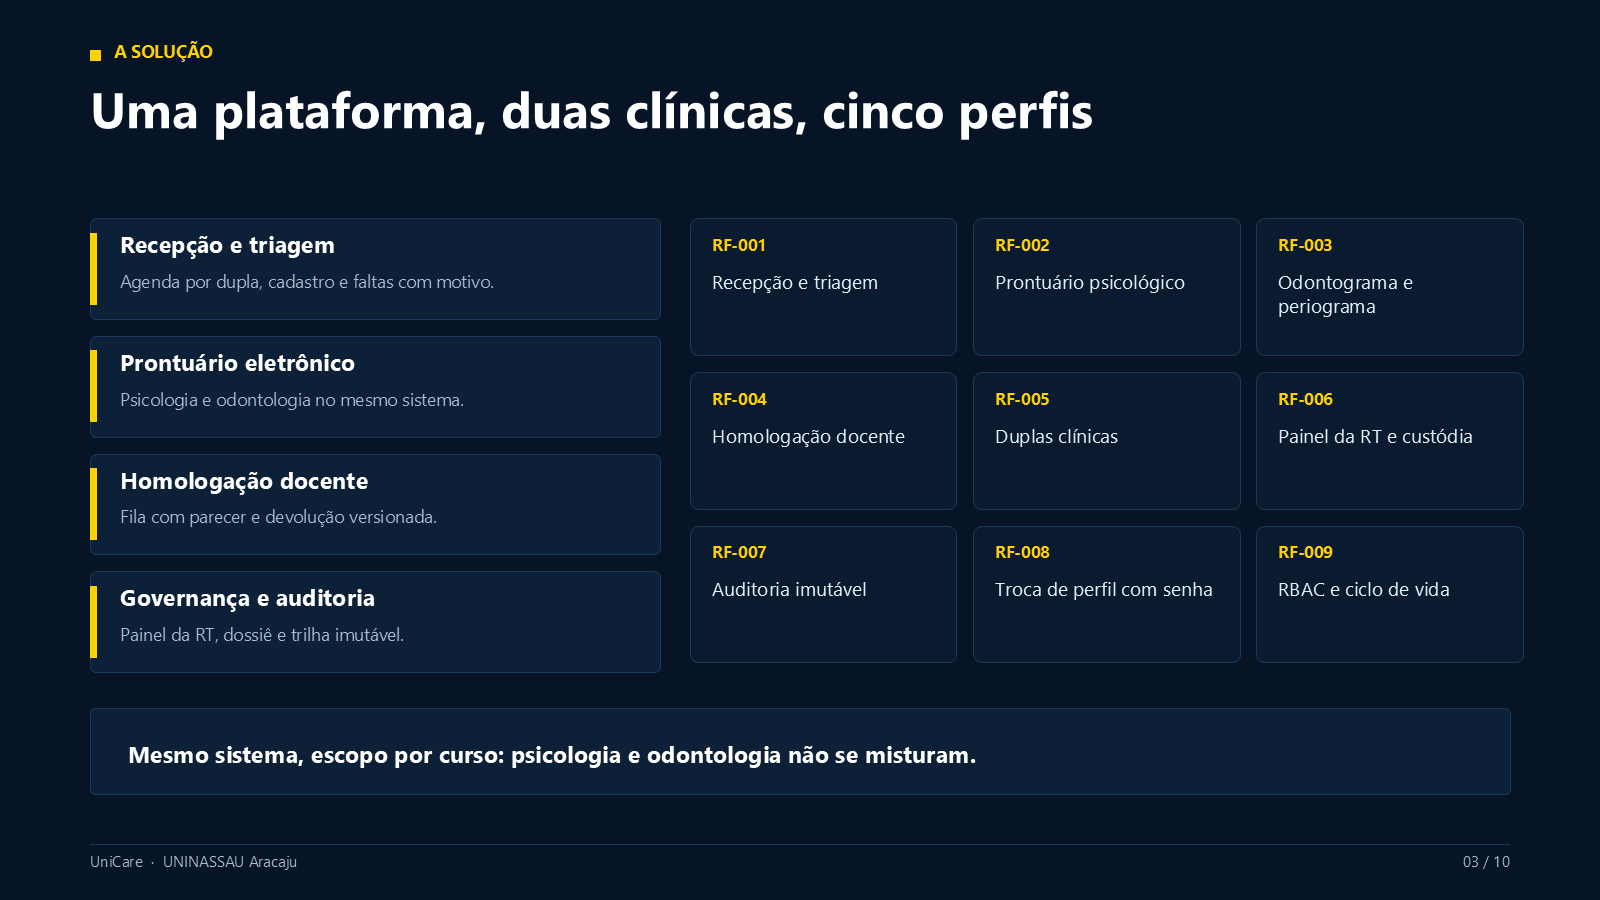 A SOLUÇÃO
Uma plataforma, duas clínicas, cinco perfis
Recepção e triagem
Agenda por dupla, cadastro e faltas com motivo.
Prontuário eletrônico
Psicologia e odontologia no mesmo sistema.
Homologação docente
Fila com parecer e devolução versionada.
Governança e auditoria
Painel da RT, dossiê e trilha imutável.
RF-001
Recepção e triagem
RF-002
Prontuário psicológico
RF-003
Odontograma e
periograma
RF-004
Homologação docente
RF-005
Duplas clínicas
RF-006
Painel da RT e custódia
RF-007
Auditoria imutável
RF-008
Troca de perfil com senha
RF-009
RBAC e ciclo de vida
Mesmo sistema, escopo por curso: psicologia e odontologia não se misturam.
UniCare · UNINASSAU Aracaju
03 / 10